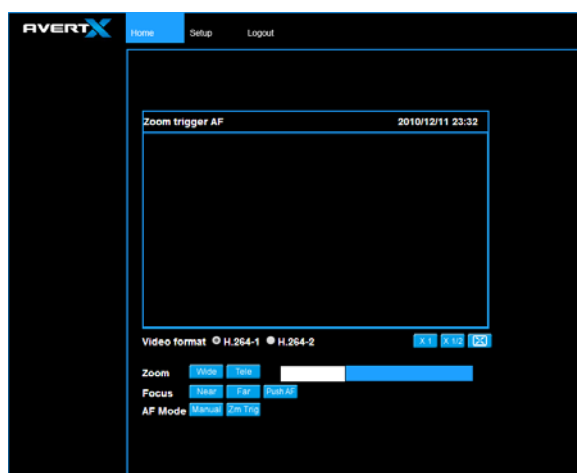 AVERTX Home Setup Logout
Zoom trigger AF 2010/12/11 23:32
Video format H.264-1 H.264-2 X 1 X 1/2
Zoom Wide Tele
Focus Near Far Push AF
AF Mode Manual Zm Trig